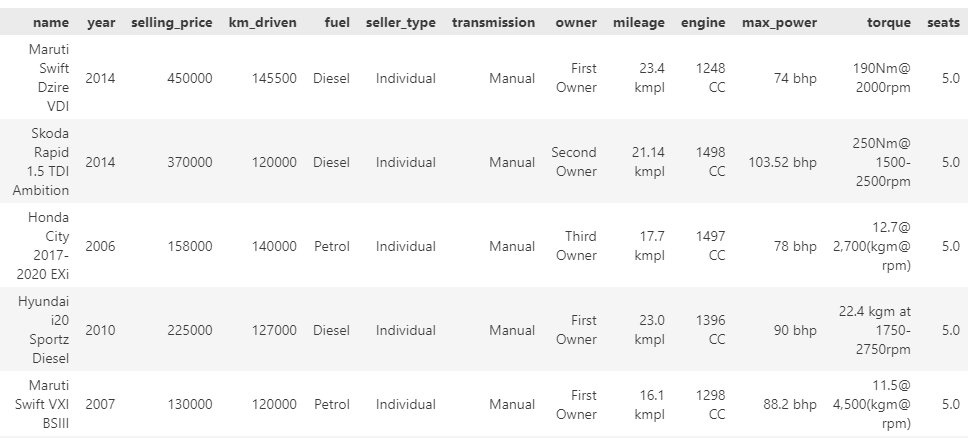 name year selling_price km_driven fuel seller_type transmission owner mileage engine max_power torque seats
Maruti
Swift
Dzire
VDI
2014 450000 145500 Diesel Individual Manual
First
Owner
23.4
kmpl
1248
CC
74 bhp
190Nm@
2000rpm
5.0
Skoda
Rapid
1.5 TDI
Ambition
2014 370000 120000 Diesel Individual Manual
Second
Owner
21.14
kmpl
1498
CC
103.52 bhp
250Nm@
1500-
2500rpm
5.0
Honda
City
2017-
2020 EXi
2006 158000 140000 Petrol Individual Manual
Third
Owner
17.7
kmpl
1497
CC
78 bhp
12.7@
2,700(kgm@
rpm)
5.0
Hyundai
i20
Sportz
Diesel
2010 225000 127000 Diesel Individual Manual
First
Owner
23.0
kmpl
1396
CC
90 bhp
22.4 kgm at
1750-
2750rpm
5.0
Maruti
Swift VXI
BSIII
2007 130000 120000 Petrol Individual Manual
First
Owner
16.1
kmpl
1298
CC
88.2 bhp
11.5@
4,500(kgm@
rpm)
5.0